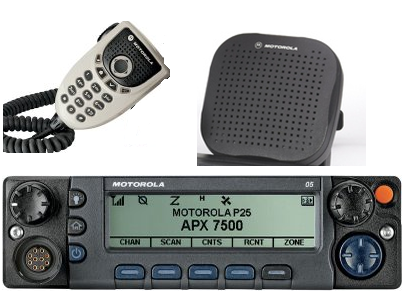 MOTOROLA
MOTOROLA
MOTOROLA
05
H
MOTOROLA P25
APX 7500
CHAN SCAN CNTS RCNT ZONE